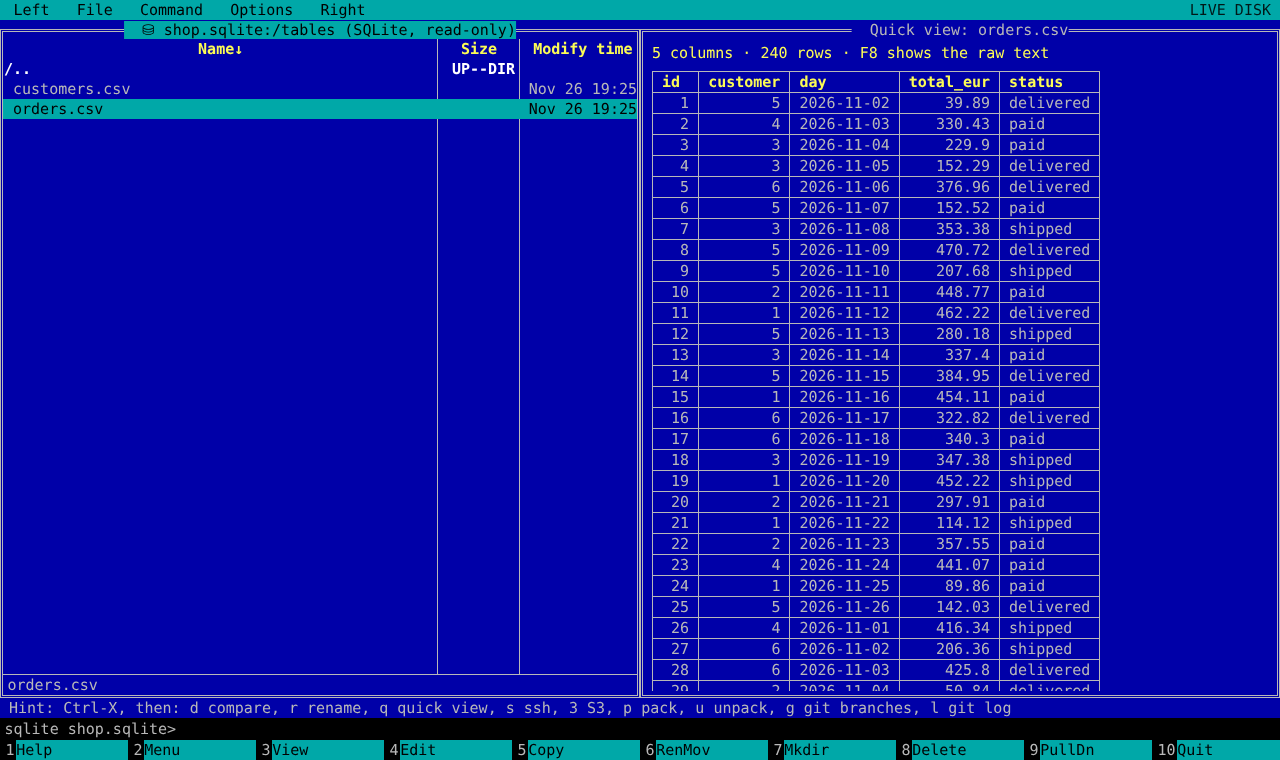 Left File Command Options Right LIVE DISK
shop.sqlite:/tables (SQLite, read-only)
Name↓ Size Modify time
/.. UP--DIR
customers.csv Nov 26 19:25
orders.csv Nov 26 19:25
orders.csv
Quick view: orders.csv
5 columns · 240 rows · F8 shows the raw text
id customer day total_eur status
1 5 2026-11-02 39.89 delivered
2 4 2026-11-03 330.43 paid
3 3 2026-11-04 229.9 paid
4 3 2026-11-05 152.29 delivered
5 6 2026-11-06 376.96 delivered
6 5 2026-11-07 152.52 paid
7 3 2026-11-08 353.38 shipped
8 5 2026-11-09 470.72 delivered
9 5 2026-11-10 207.68 shipped
10 2 2026-11-11 448.77 paid
11 1 2026-11-12 462.22 delivered
12 5 2026-11-13 280.18 shipped
13 3 2026-11-14 337.4 paid
14 5 2026-11-15 384.95 delivered
15 1 2026-11-16 454.11 paid
16 6 2026-11-17 322.82 delivered
17 6 2026-11-18 340.3 paid
18 3 2026-11-19 347.38 shipped
19 1 2026-11-20 452.22 shipped
20 2 2026-11-21 297.91 paid
21 1 2026-11-22 114.12 shipped
22 2 2026-11-23 357.55 paid
23 4 2026-11-24 441.07 paid
24 1 2026-11-25 89.86 paid
25 5 2026-11-26 142.03 delivered
26 4 2026-11-01 416.34 shipped
27 6 2026-11-02 206.36 shipped
28 6 2026-11-03 425.8 delivered
29 2 2026-11-04 50.84 delivered
Hint: Ctrl-X, then: d compare, r rename, q quick view, s ssh, 3 S3, p pack, u unpack, g git branches, l git log
sqlite shop.sqlite>
1Help 2Menu 3View 4Edit 5Copy 6RenMov 7Mkdir 8Delete 9PullDn 10Quit